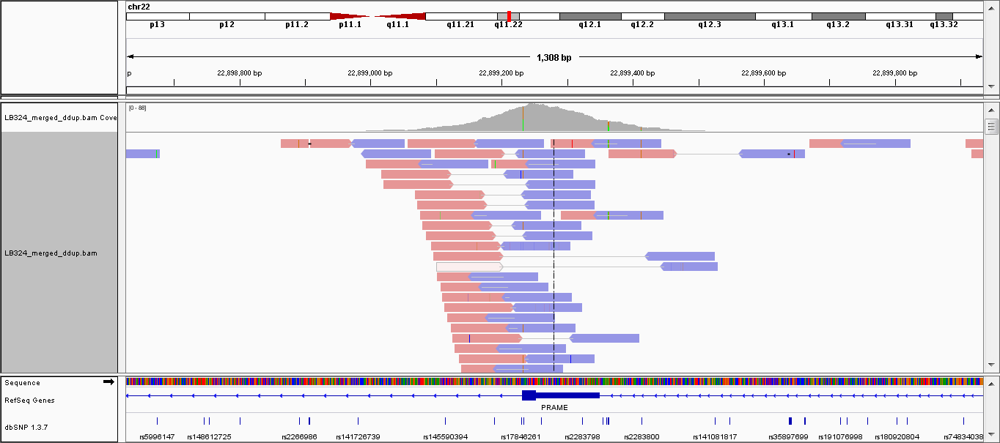 chr22
p13 p12 p11.2 p11.1 q11.1 q11.21 q11.22 q12.1 q12.2 q12.3 q13.1 q13.2 q13.31 q13.32
1,308 bp
p 22,898,800 bp 22,899,000 bp 22,899,200 bp 22,899,400 bp 22,899,600 bp 22,899,800 bp
[0 - 88]
LB324_merged_ddup.bam Cove
LB324_merged_ddup.bam
Sequence
RefSeq Genes
PRAME
dbSNP 1.3.7
rs5996147 rs148612725 rs2266986 rs141726739 rs145590394 rs17846261 rs2283798 rs2283800 rs141081817 rs35897699 rs191076998 rs180920804 rs74834038